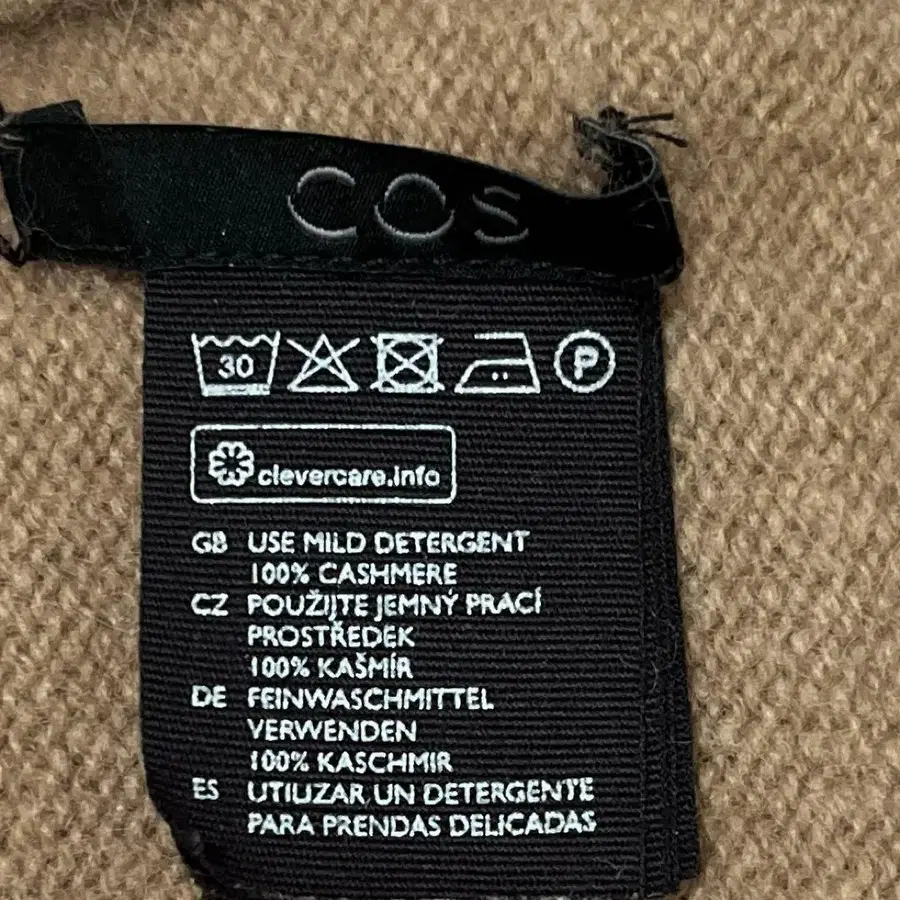 COS
30
P
clevercare.info
GB USE MILD DETERGENT
100% CASHMERE
CZ POUŽIJTE JEMNÝ PRACÍ
PROSTŘEDEK
100% KAŠMÍR
DE FEINWASCHMITTEL
VERWENDEN
100% KASCHMIR
ES UTILIZAR UN DETERGENTE
PARA PRENDAS DELICADAS